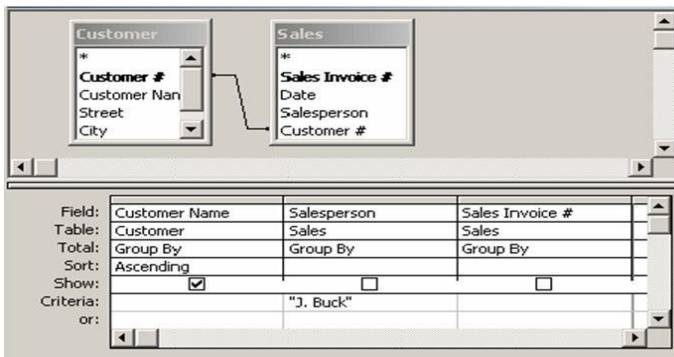 Customer
*
Customer #
Customer Nan
Street
City
Sales
*
Sales Invoice #
Date
Salesperson
Customer #
Field: Customer Name Salesperson Sales Invoice #
Table: Customer Sales Sales
Total: Group By Group By Group By
Sort: Ascending
Show:
Criteria: "J. Buck"
or: